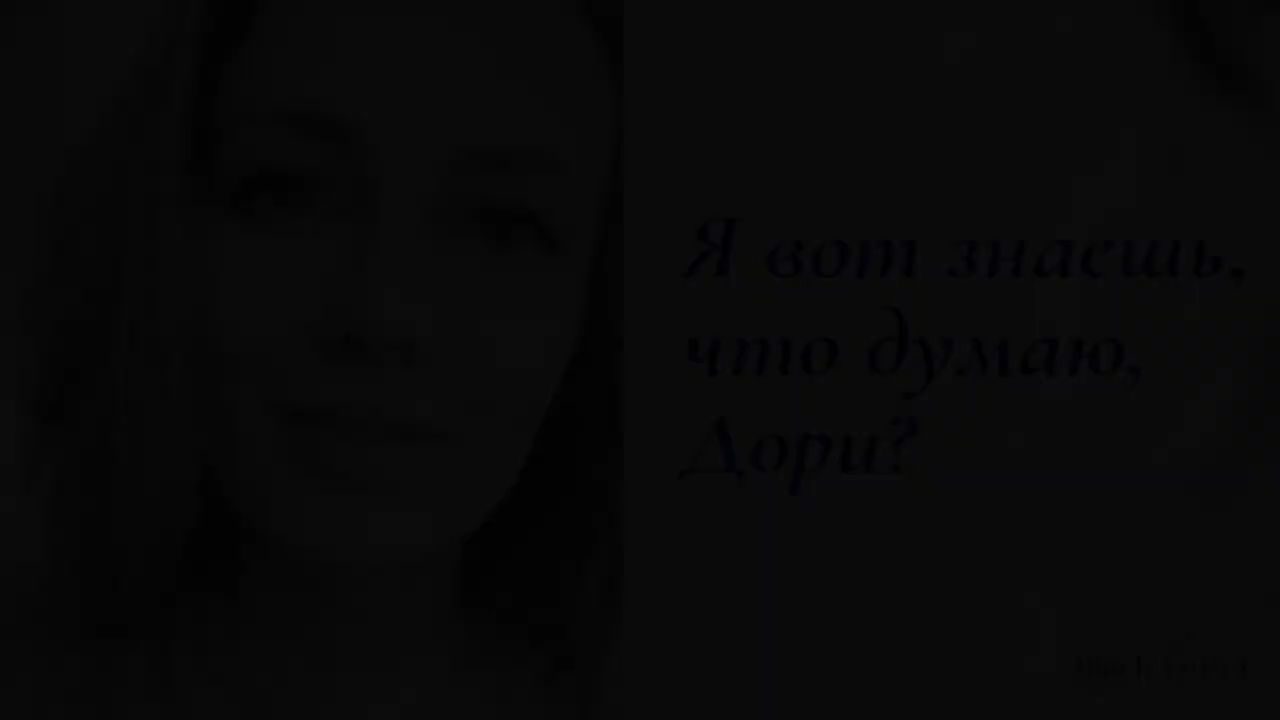 Я вот знаешь,
что думаю,
Дори?